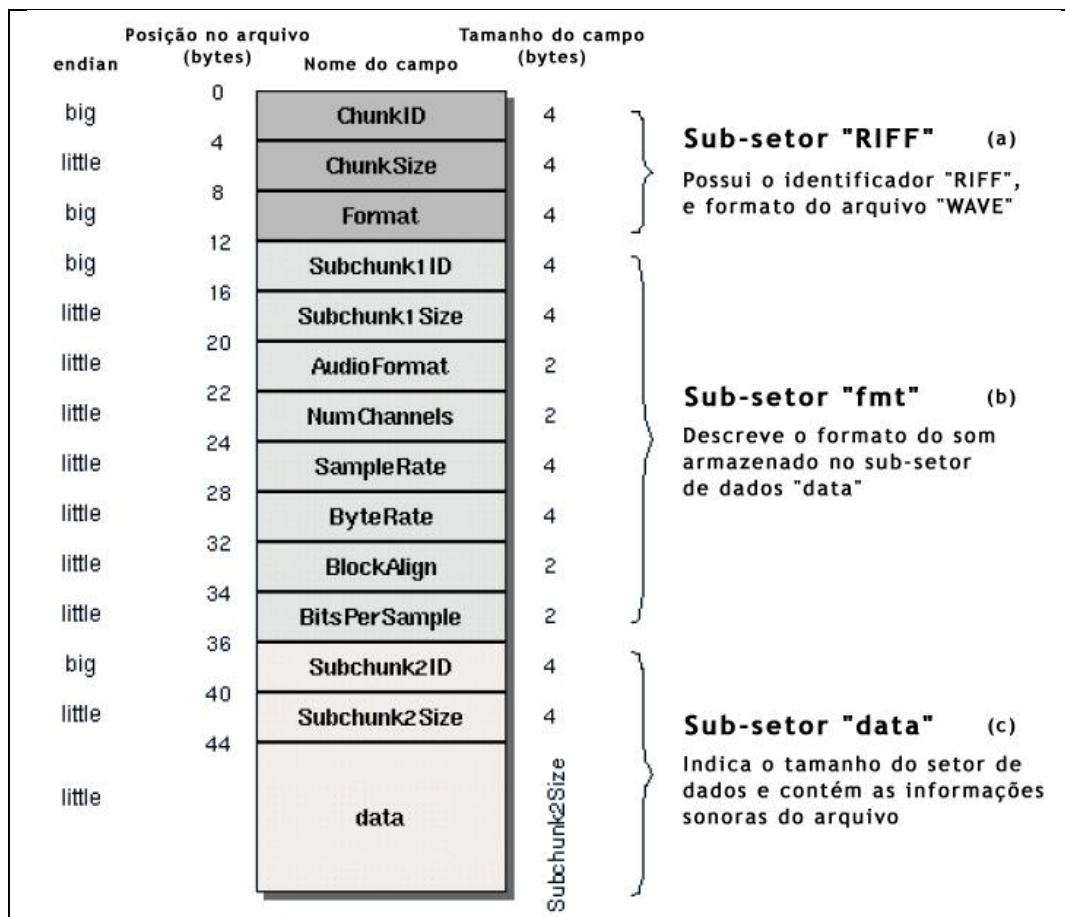 Posição no arquivo
(bytes)
Tamanho do campo
(bytes)
endian
Nome do campo
0
big
ChunkID
4
4
little
ChunkSize
4
8
big
Format
4
12
big
Subchunk1ID
4
16
little
Subchunk1Size
4
20
little
AudioFormat
2
22
little
NumChannels
2
24
little
SampleRate
4
28
little
ByteRate
4
32
little
BlockAlign
2
34
little
BitsPerSample
2
36
big
Subchunk2ID
4
40
little
Subchunk2Size
4
44
little
data
Subchunk2Size
Sub-setor "RIFF" (a)
Possui o identificador "RIFF",
e formato do arquivo "WAVE"
Sub-setor "fmt" (b)
Descreve o formato do som
armazenado no sub-setor
de dados "data"
Sub-setor "data" (c)
Indica o tamanho do setor de
dados e contém as informações
sonoras do arquivo